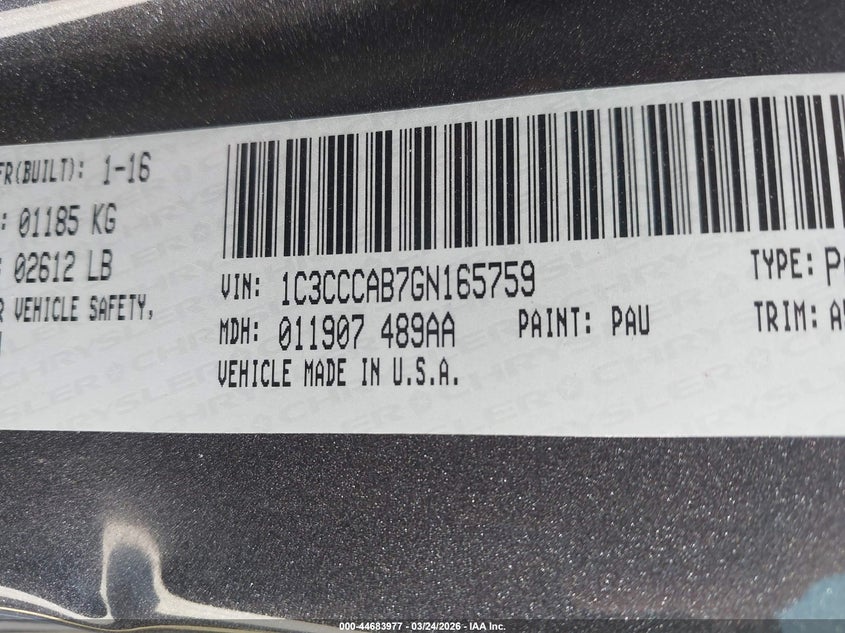 FR(BUILT): 1-16
: 01185 KG
02612 LB
R VEHICLE SAFETY,
VIN: 1C3CCCAB7GN165759
MDH: 011907 489AA
PAINT: PAU
VEHICLE MADE IN U.S.A.
TYPE: P
TRIM: A
CHRYSLER
000-44683977 - 03/24/2026 - IAA Inc.